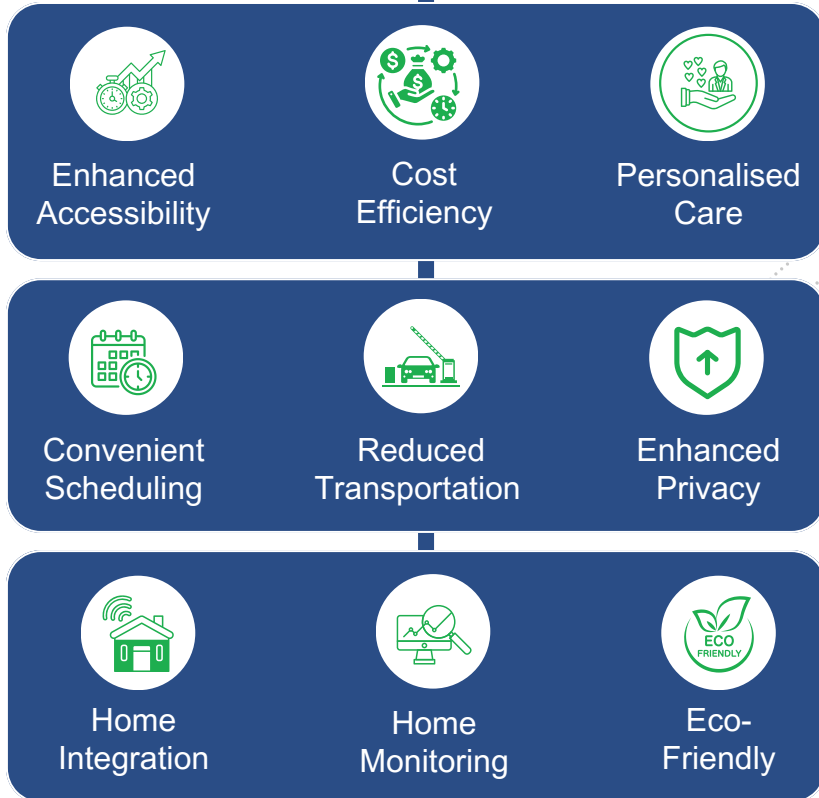 Enhanced
Accessibility
Cost
Efficiency
Personalised
Care
Convenient
Scheduling
Reduced
Transportation
Enhanced
Privacy
Home
Integration
Home
Monitoring
ECO
FRIENDLY
Eco-
Friendly